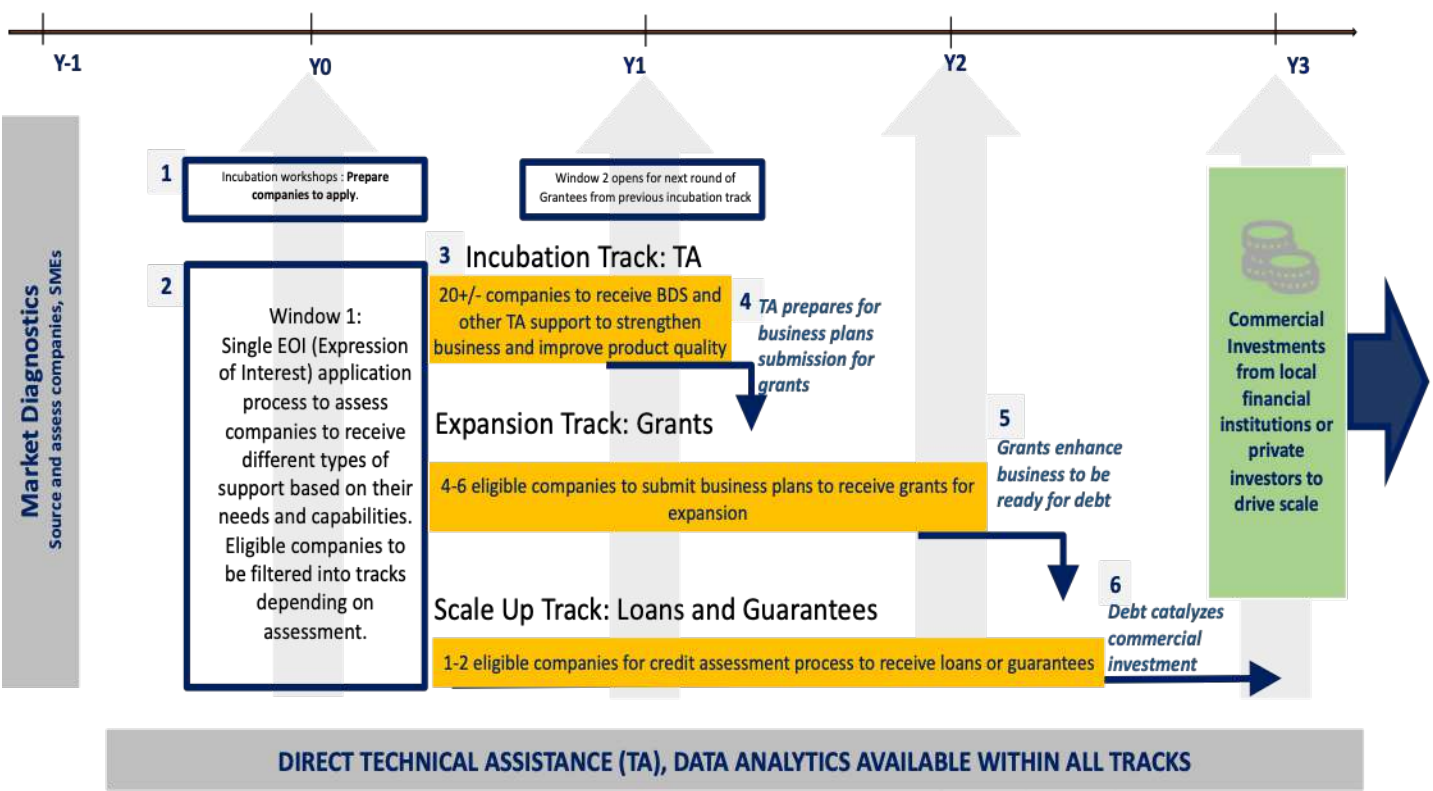 Y-1
Y0
Y1
Y2
Y3
Market Diagnostics
Source and assess companies, SMEs
1
Incubation workshops : Prepare
companies to apply.
Window 2 opens for next round of
Grantees from previous incubation track
2
Window 1:
Single EOI (Expression
of Interest) application
process to assess
companies to receive
different types of
support based on their
needs and capabilities.
Eligible companies to
be filtered into tracks
depending on
assessment.
3
Incubation Track: TA
20+/- companies to receive BDS and
other TA support to strengthen
business and improve product quality
4
TA prepares for
business plans
submission for
grants
Expansion Track: Grants
4-6 eligible companies to submit business plans to receive grants for
expansion
5
Grants enhance
business to be
ready for debt
Scale Up Track: Loans and Guarantees
1-2 eligible companies for credit assessment process to receive loans or guarantees
6
Debt catalyzes
commercial
investment
Commercial
Investments
from local
financial
institutions or
private
investors to
drive scale
DIRECT TECHNICAL ASSISTANCE (TA), DATA ANALYTICS AVAILABLE WITHIN ALL TRACKS